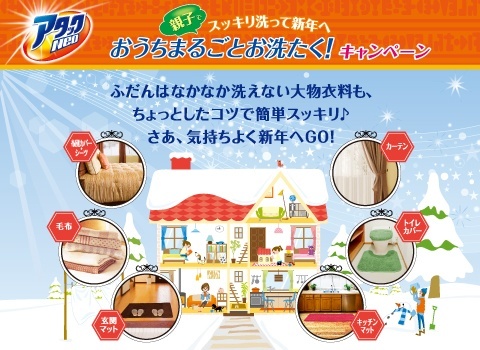 アタック
Neo
親子で
スッキリ洗って新年へ
おうちまるごとお洗たく!キャンペーン
ふだんはなかなか洗えない大物衣料も、
ちょっとしたコツで簡単スッキリ♪
さあ、気持ちよく新年へGO!
布団カバー
シーツ
カーテン
毛布
トイレ
カバー
玄関
マット
キッチン
マット